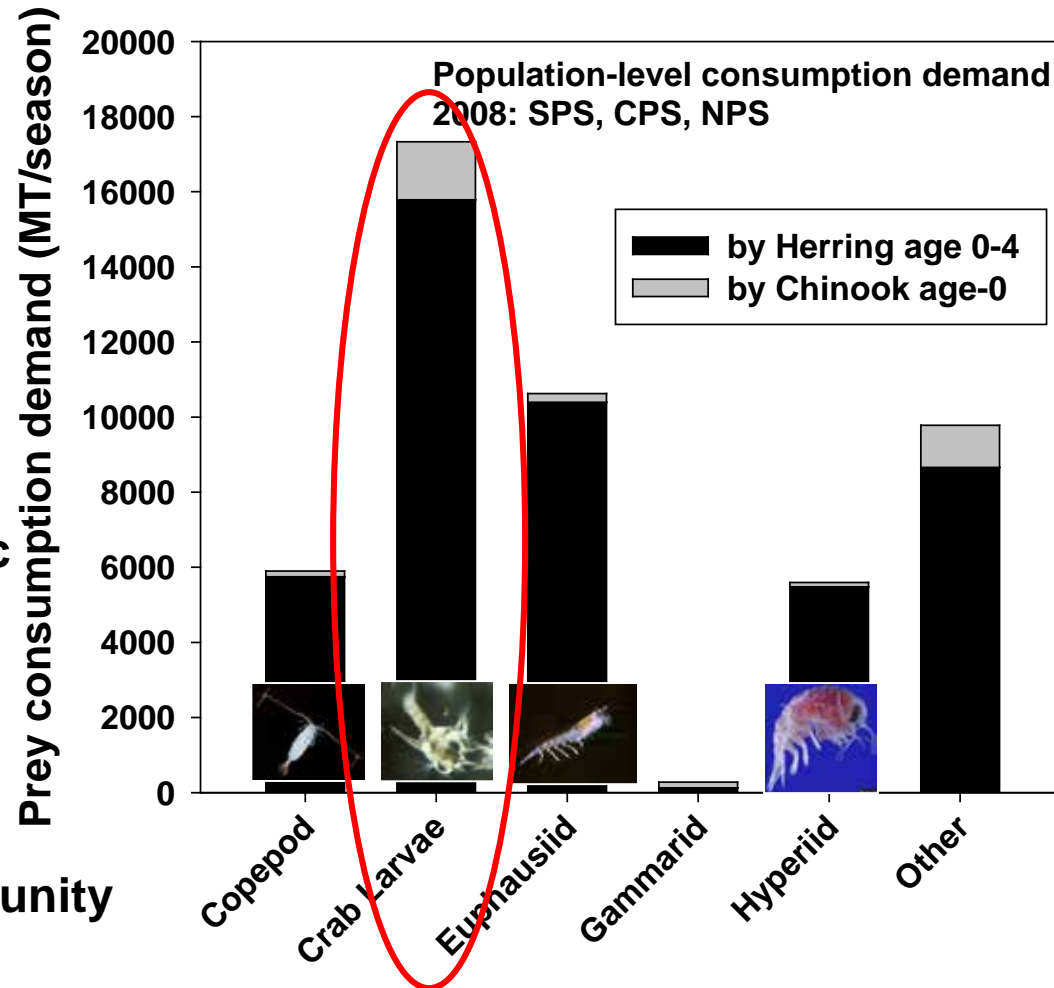 Population-level consumption demand
2008: SPS, CPS, NPS
by Herring age 0-4
by Chinook age-0
Prey consumption demand (MT/season)
20000
18000
16000
14000
12000
10000
8000
6000
4000
2000
0
Copepod
Crab Larvae
Euphausiid
Gammarid
Hyperiid
Other
unity